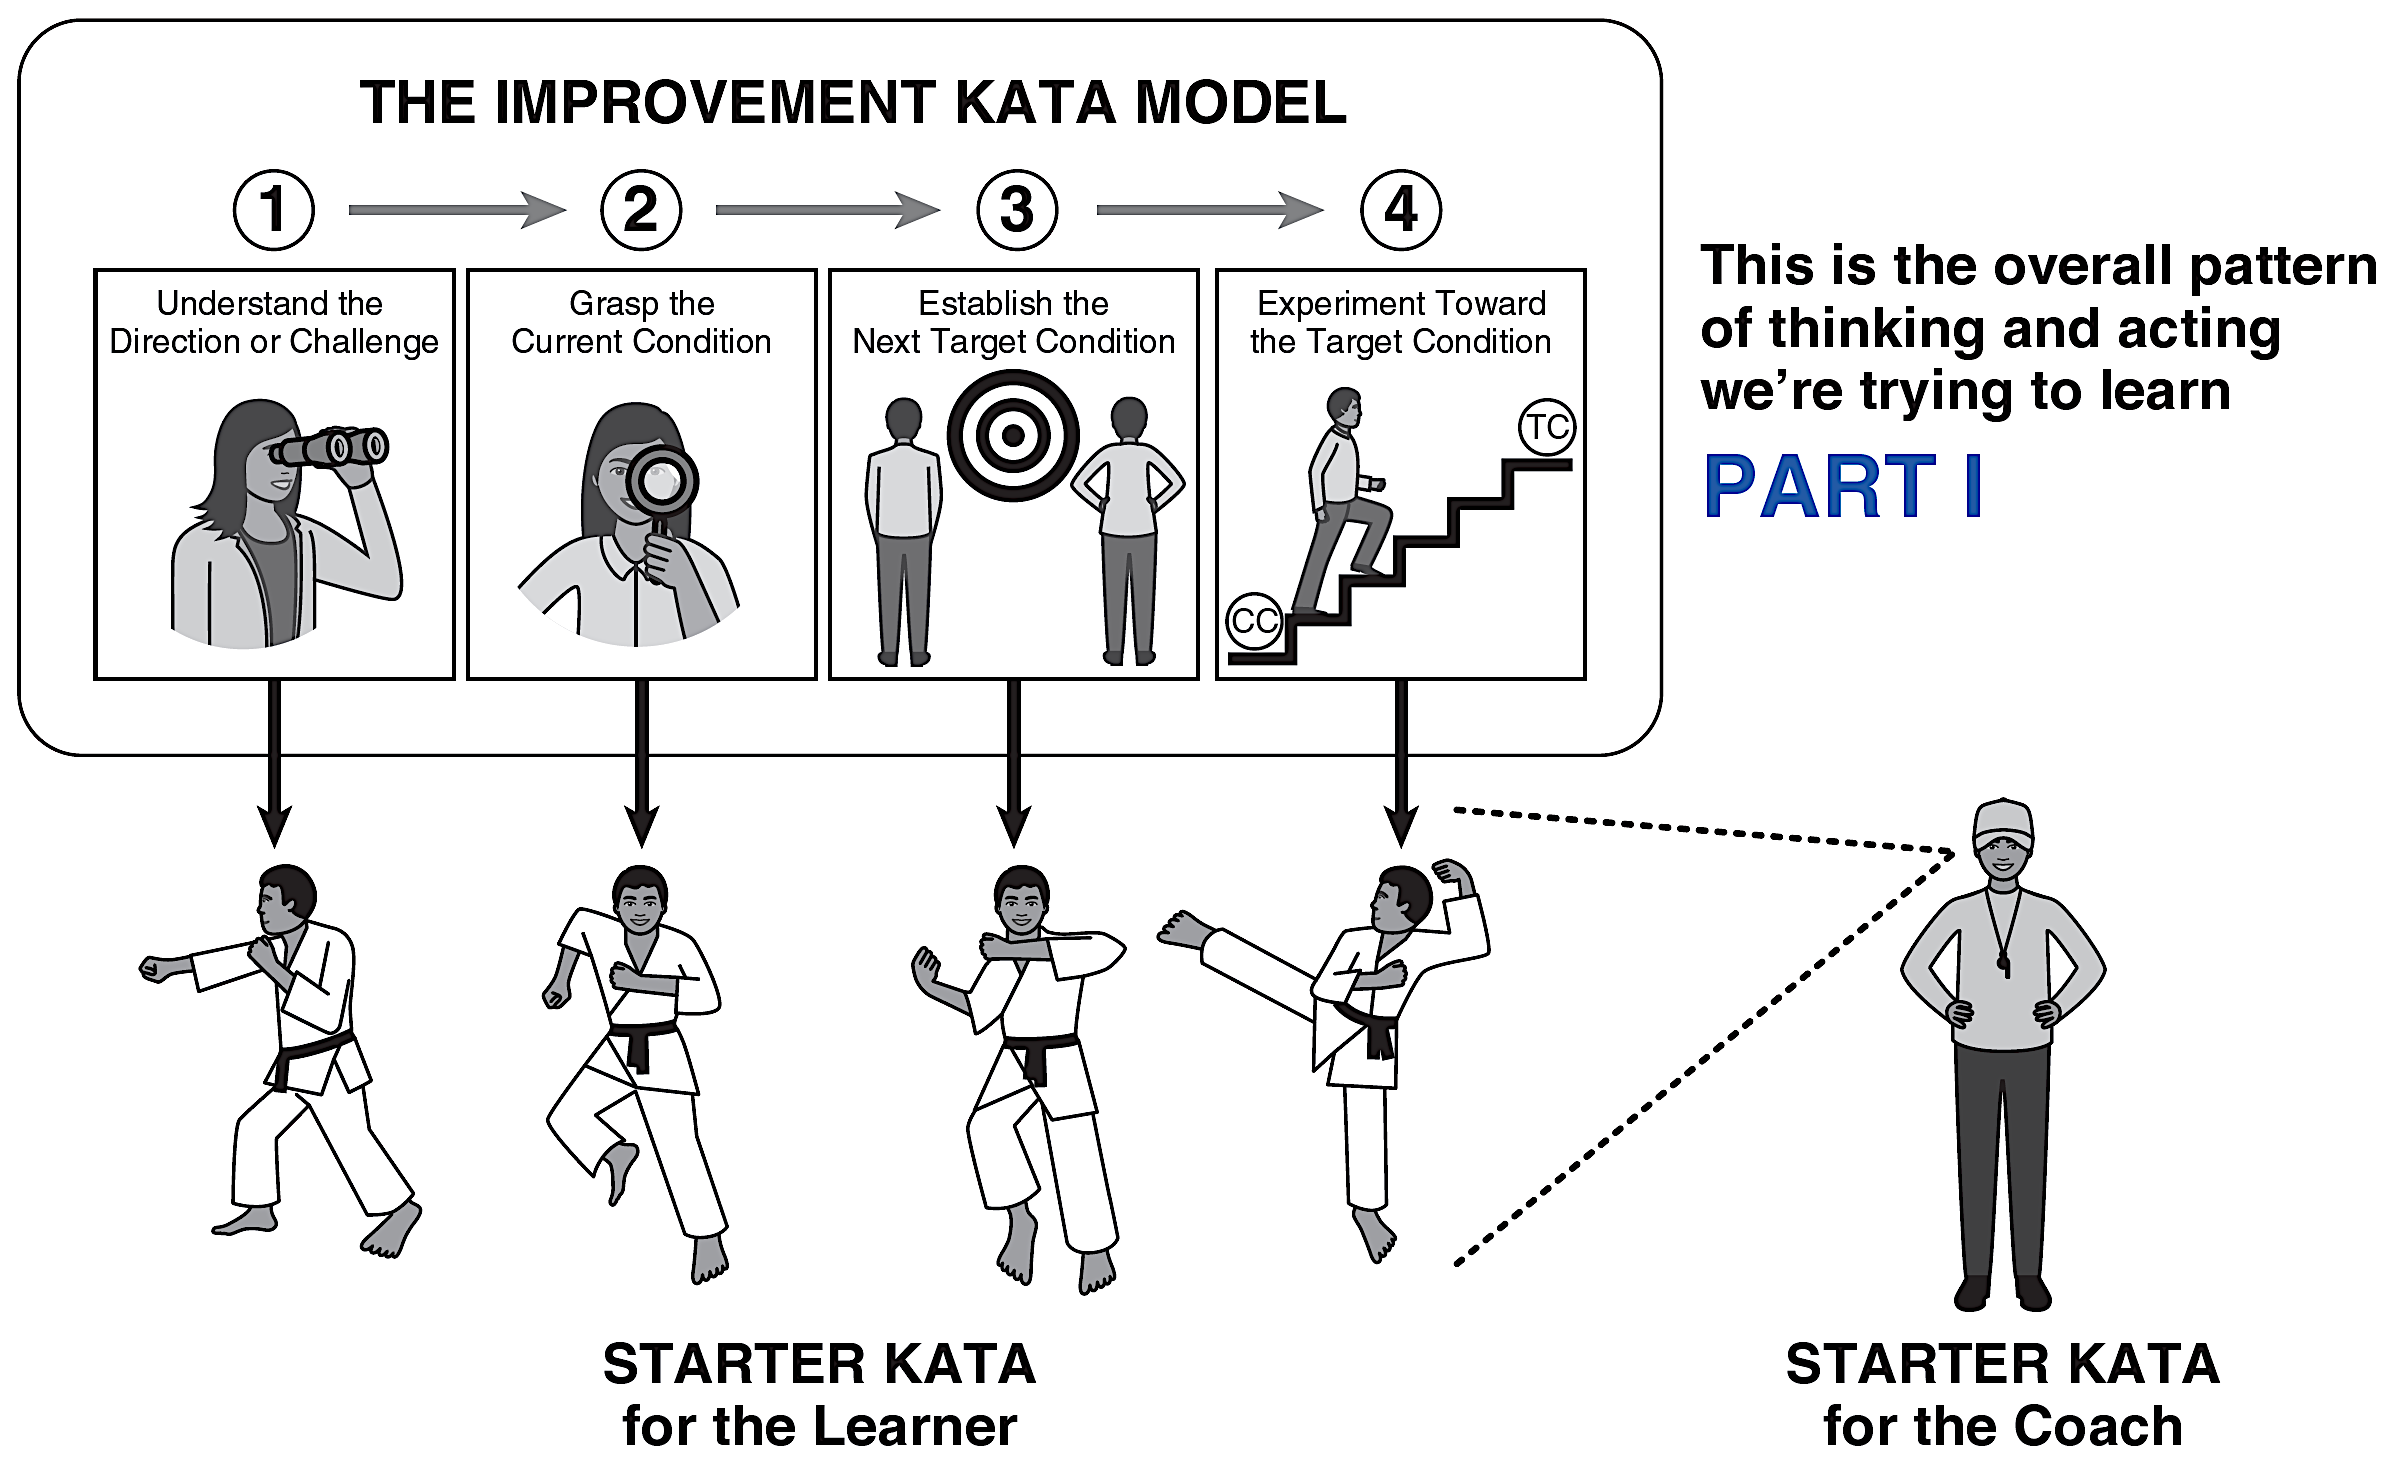 THE IMPROVEMENT KATA MODEL
1
2
3
4
Understand the
Direction or Challenge
Grasp the
Current Condition
Establish the
Next Target Condition
Experiment Toward
the Target Condition
TC
CC
This is the overall pattern
of thinking and acting
we’re trying to learn
PART I
STARTER KATA
for the Learner
STARTER KATA
for the Coach